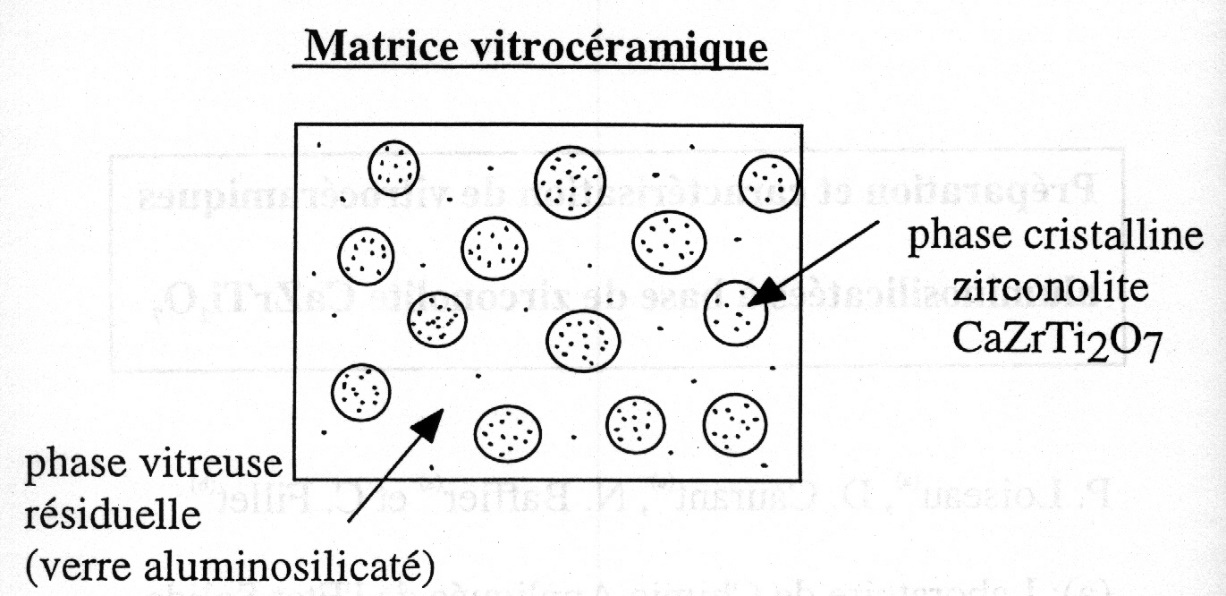 Matrice vitrocéramique
phase cristalline
zirconolite
CaZrTi2O7
phase vitreuse
résiduelle
(verre aluminosilicaté)